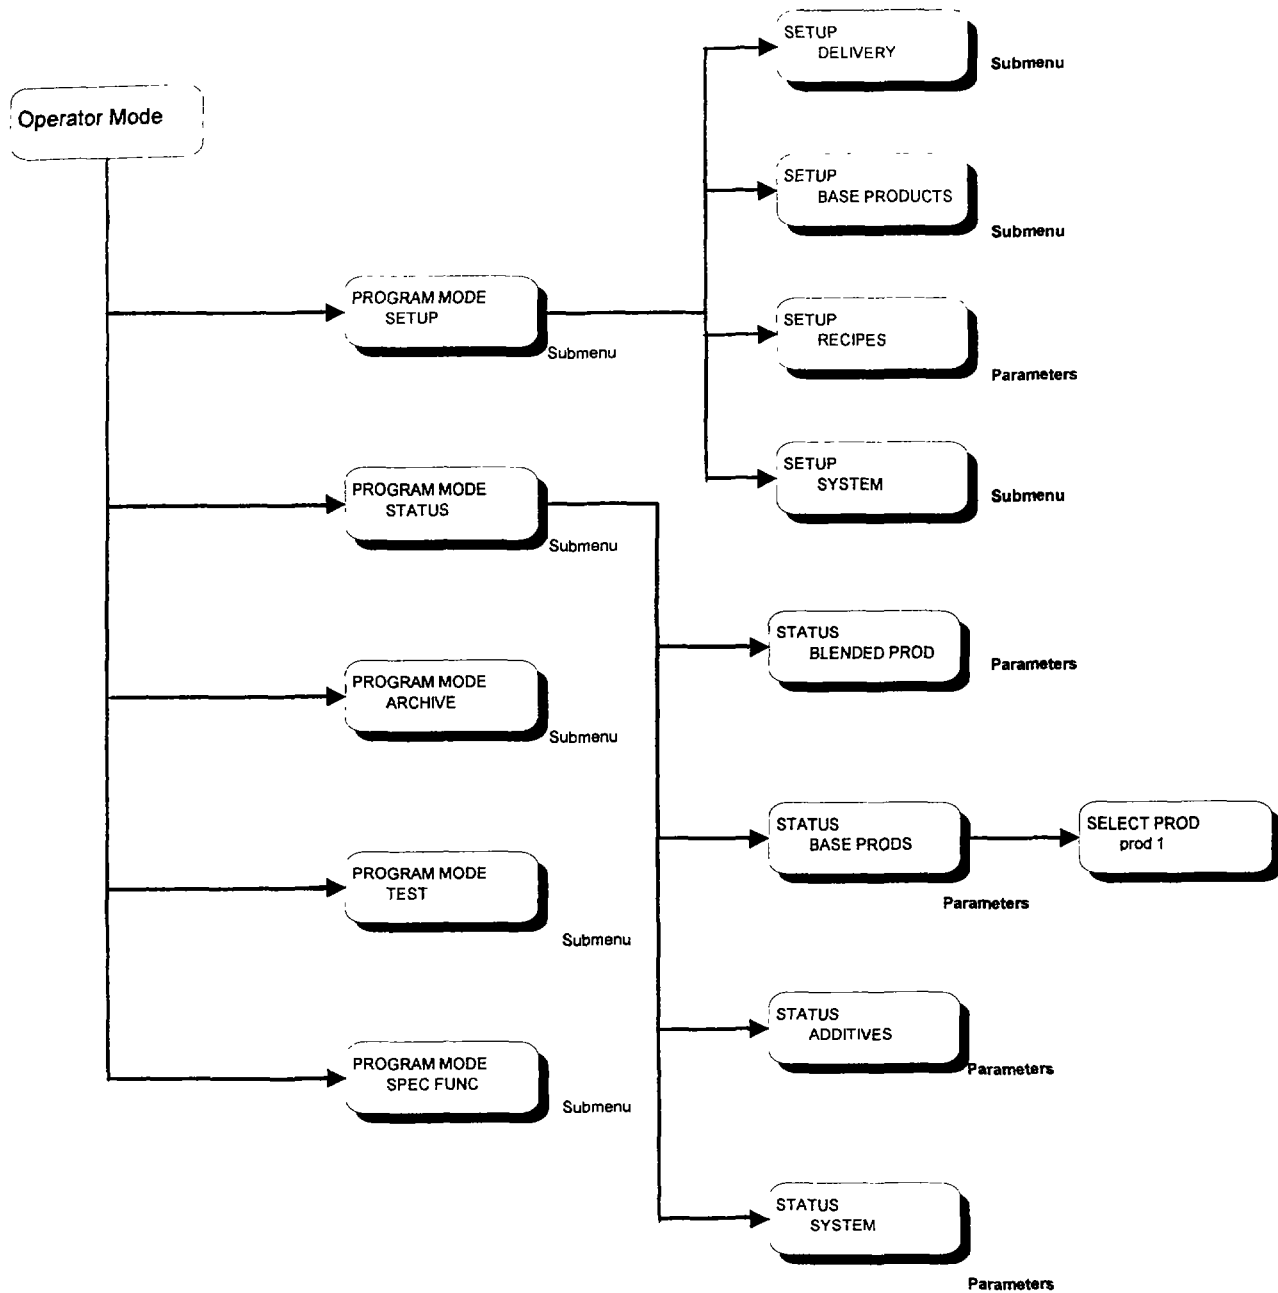 Operator Mode
SETUP
DELIVERY
Submenu
SETUP
BASE PRODUCTS
Submenu
PROGRAM MODE
SETUP
Submenu
SETUP
RECIPES
Parameters
SETUP
SYSTEM
Submenu
PROGRAM MODE
STATUS
Submenu
STATUS
BLENDED PROD
Parameters
PROGRAM MODE
ARCHIVE
Submenu
STATUS
BASE PRODS
Parameters
SELECT PROD
prod 1
PROGRAM MODE
TEST
Submenu
STATUS
ADDITIVES
Parameters
PROGRAM MODE
SPEC FUNC
Submenu
STATUS
SYSTEM
Parameters